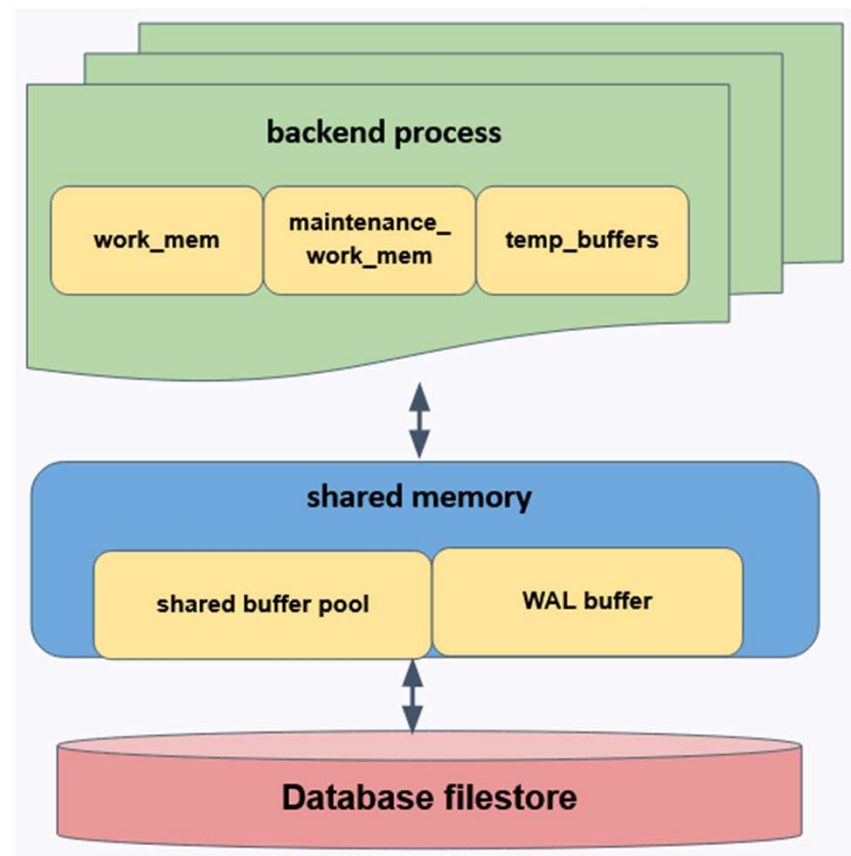 backend process
work_mem
maintenance_
work_mem
temp_buffers
shared memory
shared buffer pool
WAL buffer
Database filestore